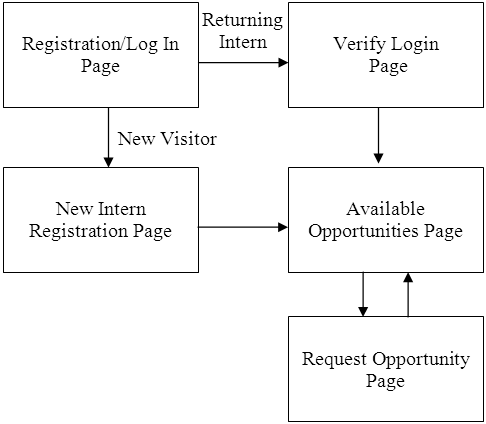 Registration/Log In
Page
Returning
Intern
Verify Login
Page
New Visitor
New Intern
Registration Page
Available
Opportunities Page
Request Opportunity
Page